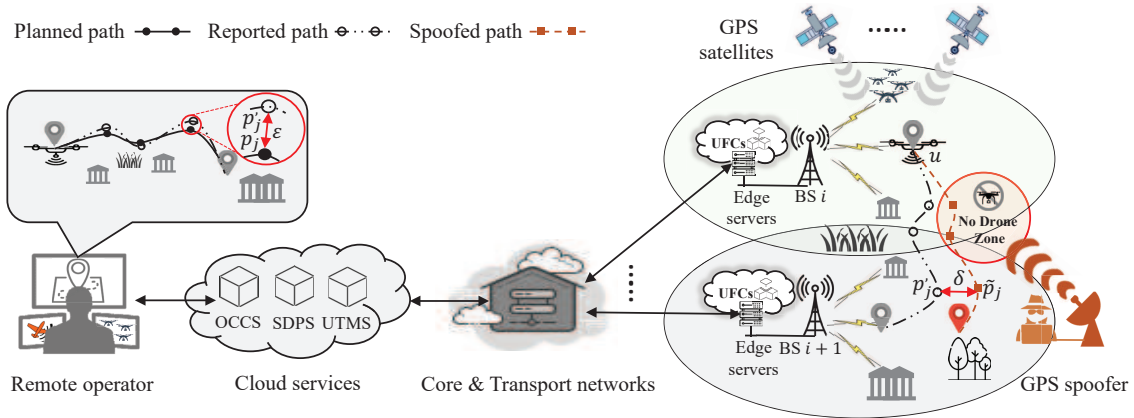 Planned path
Reported path
Spoofed path
GPS
satellites
.....
p'_j
p_j
ε
UFCs
Edge
servers
BS i
u
No Drone
Zone
UFCs
Edge
servers
BS i + 1
p'_j
δ
p̃_j
OCCS
SDPS
UTMS
Remote operator
Cloud services
Core & Transport networks
GPS spoofer